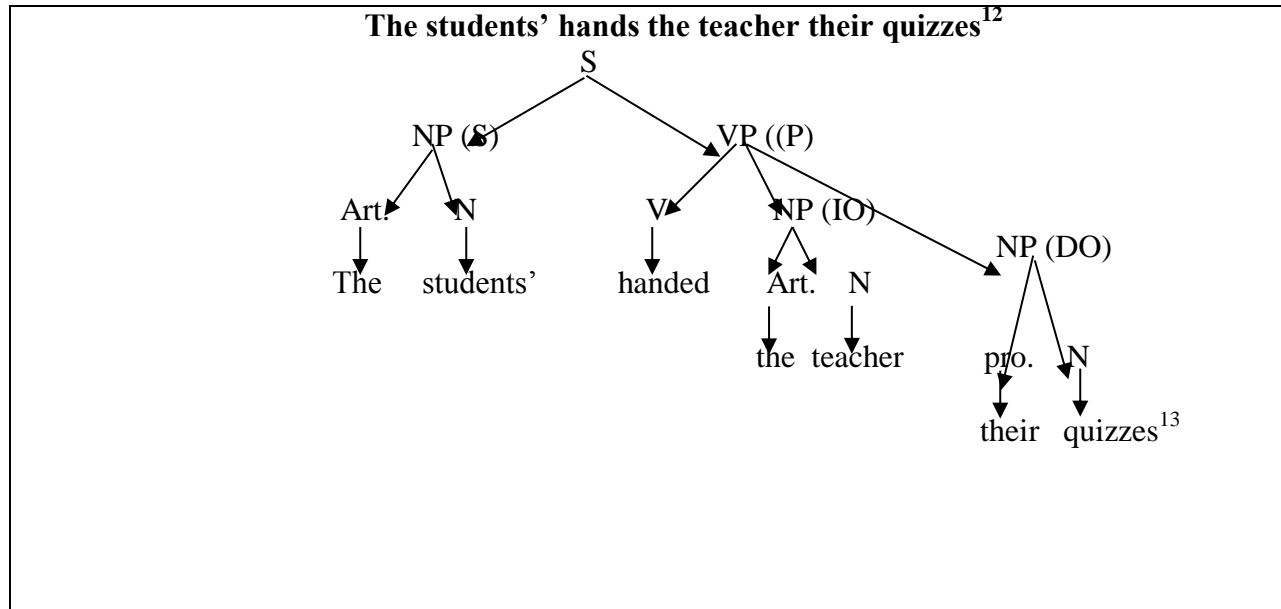 The students’ hands the teacher their quizzes12
S
NP (S) VP ((P)
Art. N V NP (IO)
NP (DO)
The students’ handed Art. N
the teacher pro. N
their quizzes13